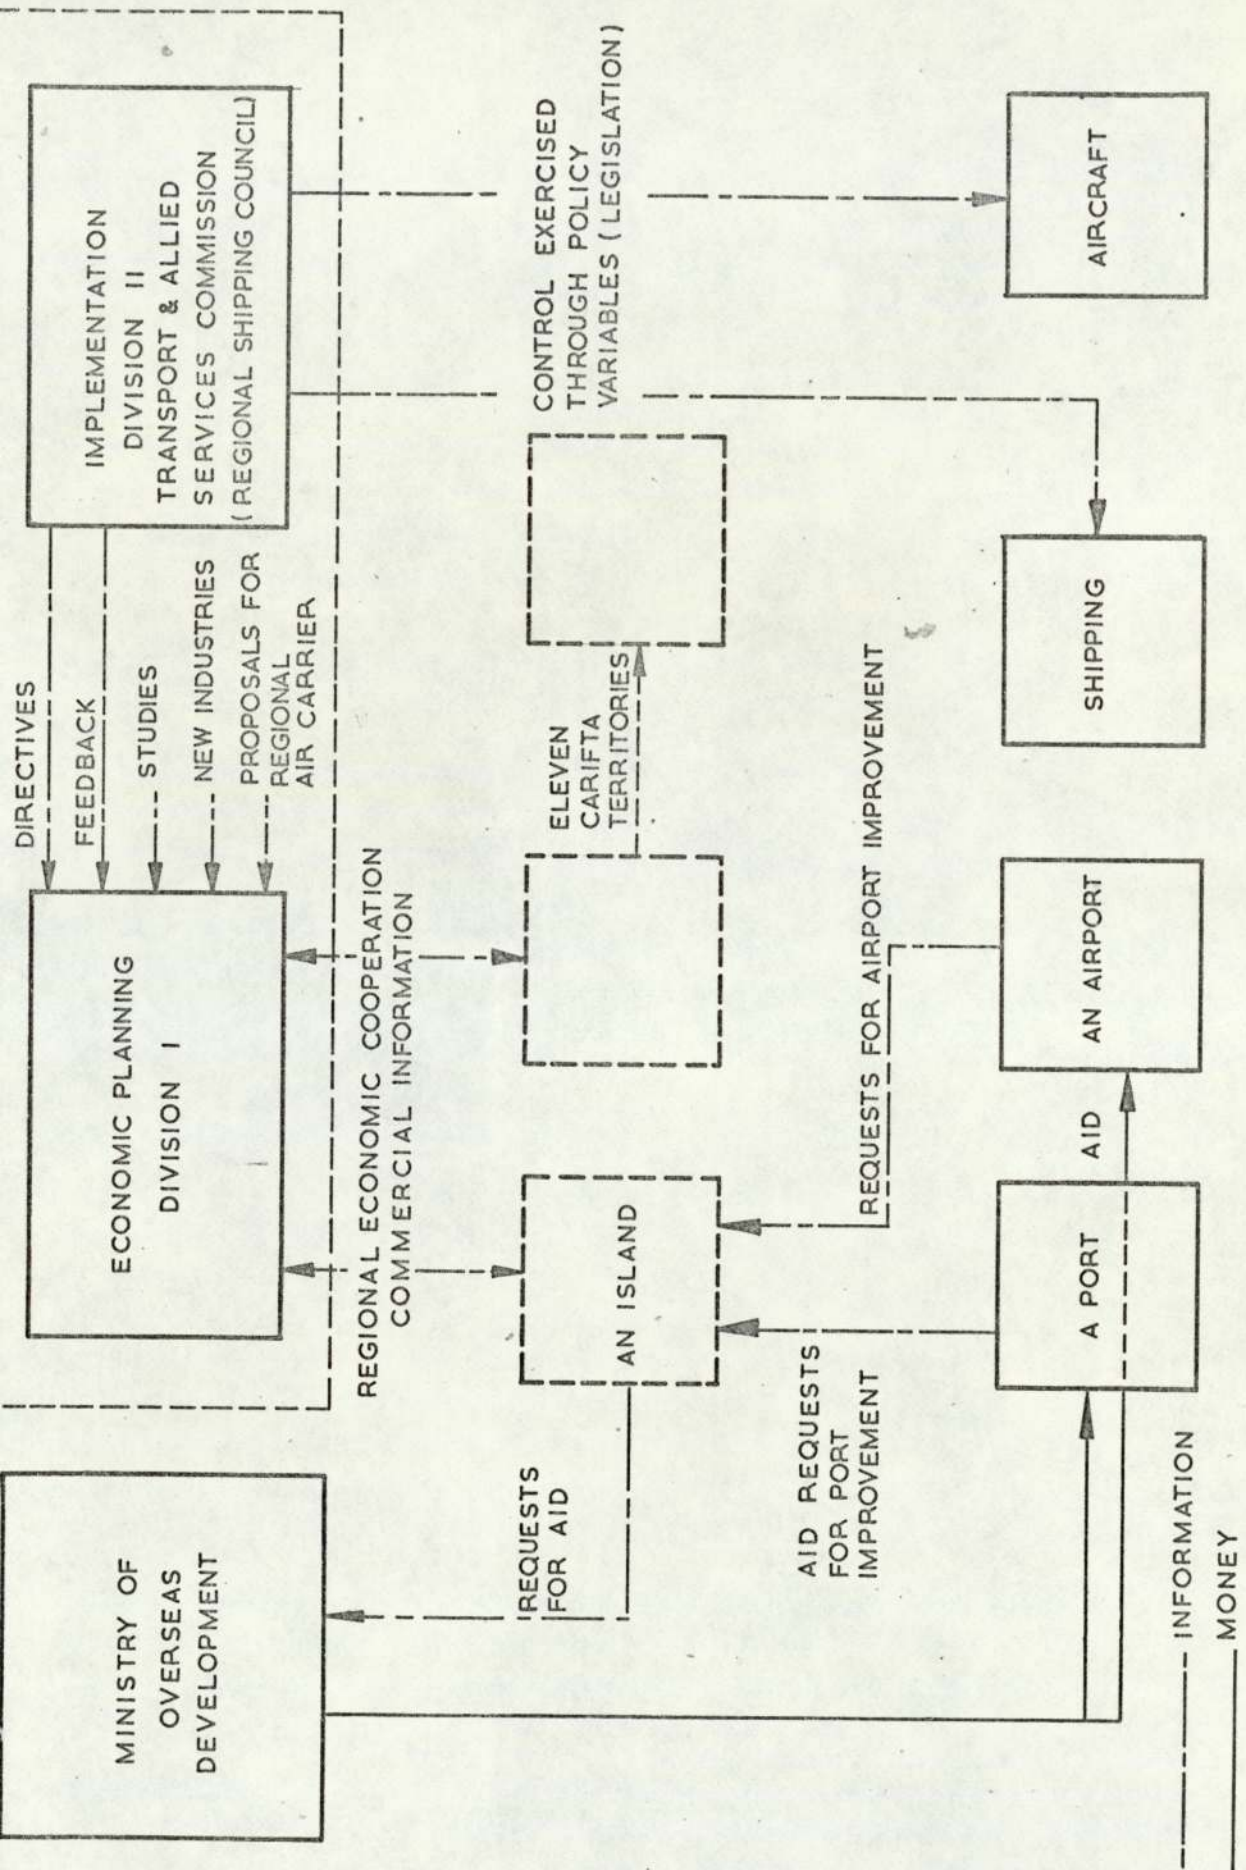 MINISTRY OF
OVERSEAS
DEVELOPMENT
ECONOMIC PLANNING
DIVISION I
DIRECTIVES
FEEDBACK
STUDIES
NEW INDUSTRIES
PROPOSALS FOR
REGIONAL
AIR CARRIER
IMPLEMENTATION
DIVISION II
TRANSPORT & ALLIED
SERVICES COMMISSION
(REGIONAL SHIPPING COUNCIL)
REGIONAL ECONOMIC COOPERATION
COMMERCIAL INFORMATION
CONTROL EXERCISED
THROUGH POLICY
VARIABLES (LEGISLATION)
REQUESTS
FOR AID
AN ISLAND
ELEVEN
CARIFTA
TERRITORIES
AID REQUESTS
FOR PORT
IMPROVEMENT
REQUESTS FOR AIRPORT IMPROVEMENT
A PORT
AID
AN AIRPORT
SHIPPING
AIRCRAFT
INFORMATION
MONEY